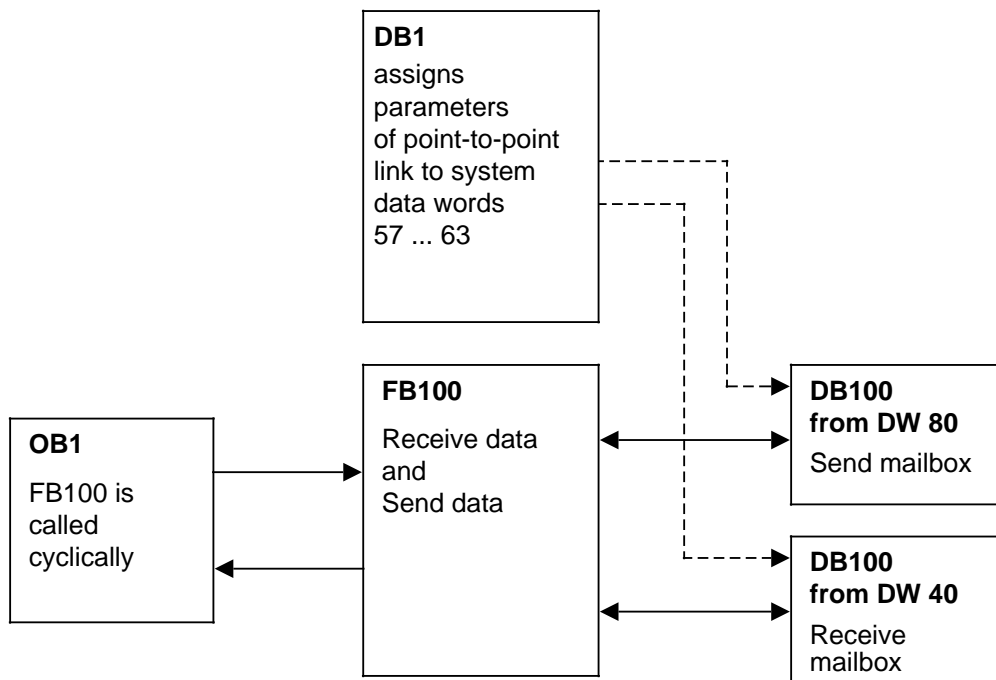 DB1
assigns
parameters
of point-to-point
link to system
data words
57 ... 63
OB1
FB100 is
called
cyclically
FB100
Receive data
and
Send data
DB100
from DW 80
Send mailbox
DB100
from DW 40
Receive
mailbox